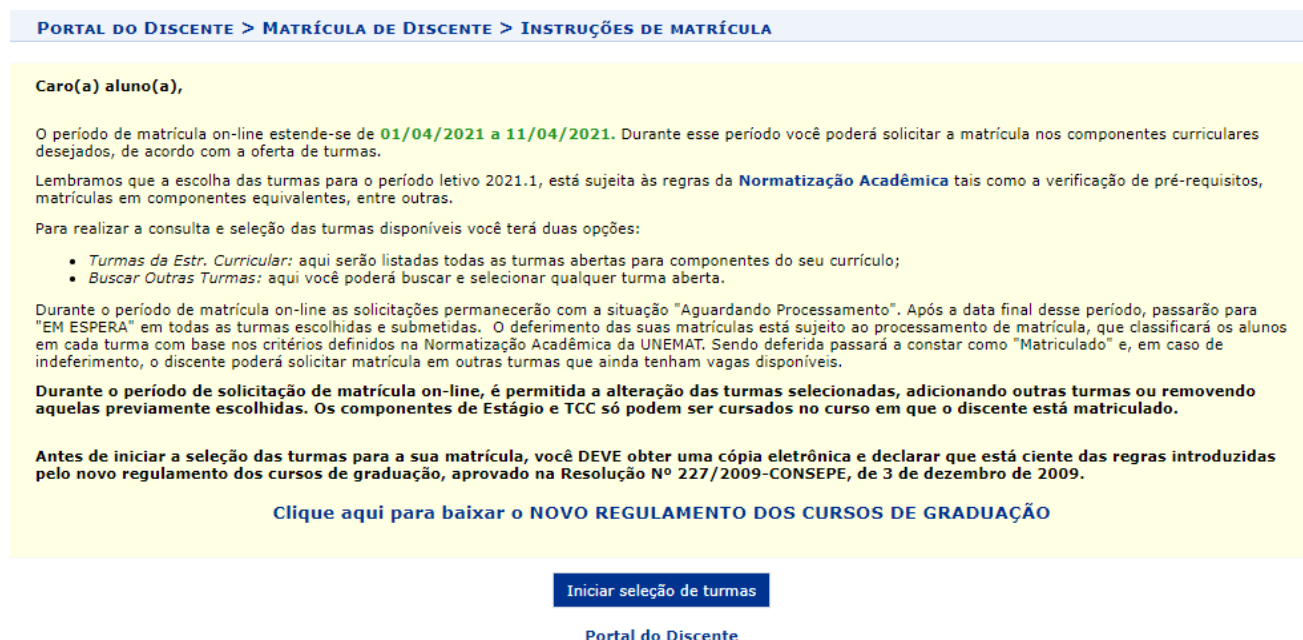 PORTAL DO DISCENTE > MATRÍCULA DE DISCENTE > INSTRUÇÕES DE MATRÍCULA
Caro(a) aluno(a),
O período de matrícula on-line estende-se de 01/04/2021 a 11/04/2021. Durante esse período você poderá solicitar a matrícula nos componentes curriculares
desejados, de acordo com a oferta de turmas.
Lembramos que a escolha das turmas para o período letivo 2021.1, está sujeita às regras da Normatização Acadêmica tais como a verificação de pré-requisitos,
matrículas em componentes equivalentes, entre outras.
Para realizar a consulta e seleção das turmas disponíveis você terá duas opções:
• Turmas da Estr. Curricular: aqui serão listadas todas as turmas abertas para componentes do seu currículo;
• Buscar Outras Turmas: aqui você poderá buscar e selecionar qualquer turma aberta.
Durante o período de matrícula on-line as solicitações permanecerão com a situação "Aguardando Processamento". Após a data final desse período, passarão para
"EM ESPERA" em todas as turmas escolhidas e submetidas. O deferimento das suas matrículas está sujeito ao processamento de matrícula, que classificará os alunos
em cada turma com base nos critérios definidos na Normatização Acadêmica da UNEMAT. Sendo deferida passará a constar como "Matriculado" e, em caso de
indeferimento, o discente poderá solicitar matrícula em outras turmas que ainda tenham vagas disponíveis.
Durante o período de solicitação de matrícula on-line, é permitida a alteração das turmas selecionadas, adicionando outras turmas ou removendo
aquelas previamente escolhidas. Os componentes de Estágio e TCC só podem ser cursados no curso em que o discente está matriculado.
Antes de iniciar a seleção das turmas para a sua matrícula, você DEVE obter uma cópia eletrônica e declarar que está ciente das regras introduzidas
pelo novo regulamento dos cursos de graduação, aprovado na Resolução Nº 227/2009-CONSEPE, de 3 de dezembro de 2009.
Clique aqui para baixar o NOVO REGULAMENTO DOS CURSOS DE GRADUAÇÃO
Iniciar seleção de turmas
Portal do Discente